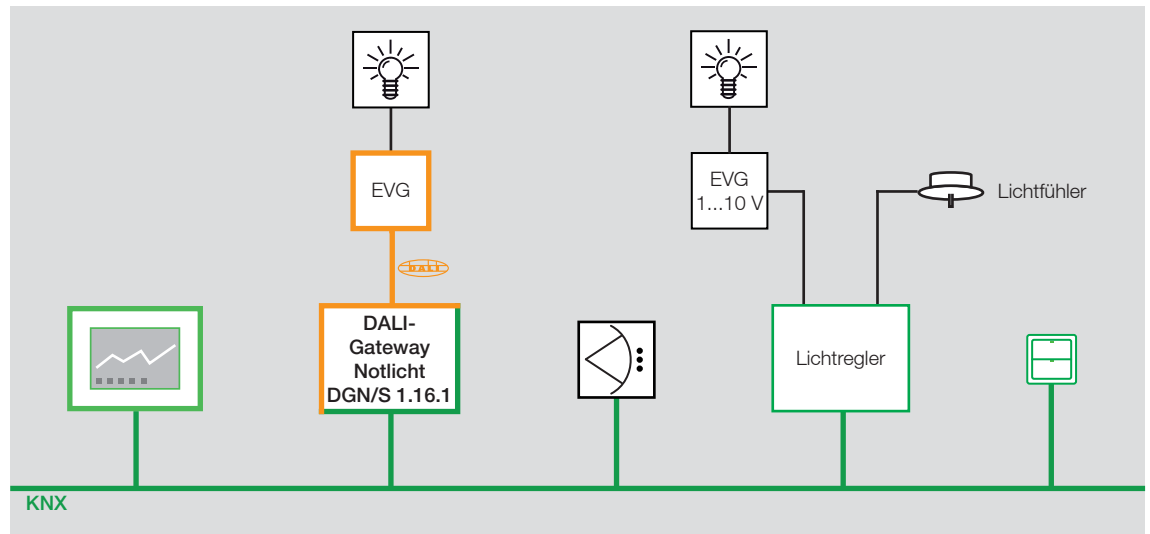 EVG
EVG
1...10 V
Lichtfühler
DALI
DALI-
Gateway
Notlicht
DGN/S 1.16.1
Lichtregler
KNX